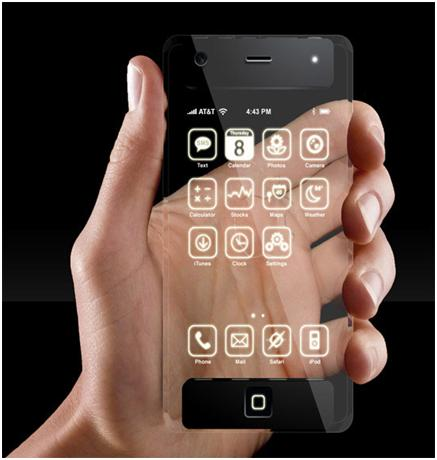 AT&T 4:43 PM
Thursday
SMS 8
Text Calendar Photos Camera
Calculator Stocks Maps Weather
iTunes Clock Settings
Phone Mail Safari iPod